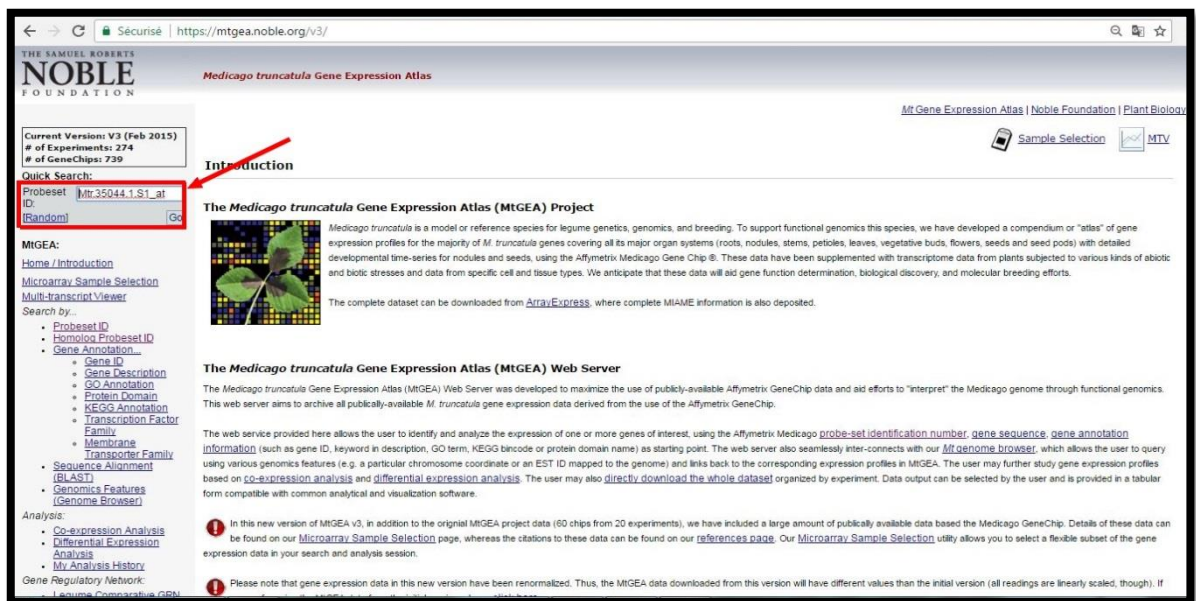 Sécurisé | https://mtgea.noble.org/v3/
THE SAMUEL ROBERTS
NOBLE
FOUNDATION
Medicago truncatula Gene Expression Atlas
Mt Gene Expression Atlas | Noble Foundation | Plant Biology
Sample Selection MTV
Current Version: V3 (Feb 2015)
# of Experiments: 274
# of GeneChips: 739
Quick Search:
Probeset ID: Mtr.35044.1.S1_at
[Random] Go
MtGEA:
Home / Introduction
Microarray Sample Selection
Multi-transcript Viewer
Search by...
Probeset ID
Homolog Probeset ID
Gene Annotation...
Gene ID
Gene Description
GO Annotation
Protein Domain
KEGG Annotation
Transcription Factor
Family
Membrane
Transporter Family
Sequence Alignment
(BLAST)
Genomics Features
(Genome Browser)
Analysis:
Co-expression Analysis
Differential Expression
Analysis
My Analysis History
Gene Regulatory Network:
Legume Comparative GRN
Introduction
The Medicago truncatula Gene Expression Atlas (MtGEA) Project
Medicago truncatula is a model or reference species for legume genetics, genomics, and breeding. To support functional genomics this species, we have developed a compendium or "atlas" of gene
expression profiles for the majority of M. truncatula genes covering all its major organ systems (roots, nodules, stems, petioles, leaves, vegetative buds, flowers, seeds and seed pods) with detailed
developmental time-series for nodules and seeds, using the Affymetrix Medicago Gene Chip ®. These data have been supplemented with transcriptome data from plants subjected to various kinds of abiotic
and biotic stresses and data from specific cell and tissue types. We anticipate that these data will aid gene function determination, biological discovery, and molecular breeding efforts.
The complete dataset can be downloaded from ArrayExpress, where complete MIAME information is also deposited.
The Medicago truncatula Gene Expression Atlas (MtGEA) Web Server
The Medicago truncatula Gene Expression Atlas (MtGEA) Web Server was developed to maximize the use of publicly-available Affymetrix GeneChip data and aid efforts to "interpret" the Medicago genome through functional genomics.
This web server aims to archive all publically-available M. truncatula gene expression data derived from the use of the Affymetrix GeneChip.
The web service provided here allows the user to identify and analyze the expression of one or more genes of interest, using the Affymetrix Medicago probe-set identification number, gene sequence, gene annotation
information (such as gene ID, keyword in description, GO term, KEGG bincode or protein domain name) as starting point. The web server also seamlessly inter-connects with our Mt genome browser, which allows the user to query
using various genomics features (e.g. a particular chromosome coordinate or an EST ID mapped to the genome) and links back to the corresponding expression profiles in MtGEA. The user may further study gene expression profiles
based on co-expression analysis and differential expression analysis. The user may also directly download the whole dataset organized by experiment. Data output can be selected by the user and is provided in a tabular
form compatible with common analytical and visualization software.
In this new version of MtGEA v3, in addition to the orignial MtGEA project data (60 chips from 20 experiments), we have included a large amount of publically available data based the Medicago GeneChip. Details of these data can
be found on our Microarray Sample Selection page, whereas the citations to these data can be found on our references page. Our Microarray Sample Selection utility allows you to select a flexible subset of the gene
expression data in your search and analysis session.
Please note that gene expression data in this new version have been renormalized. Thus, the MtGEA data downloaded from this version will have different values than the initial version (all readings are linearly scaled, though). If